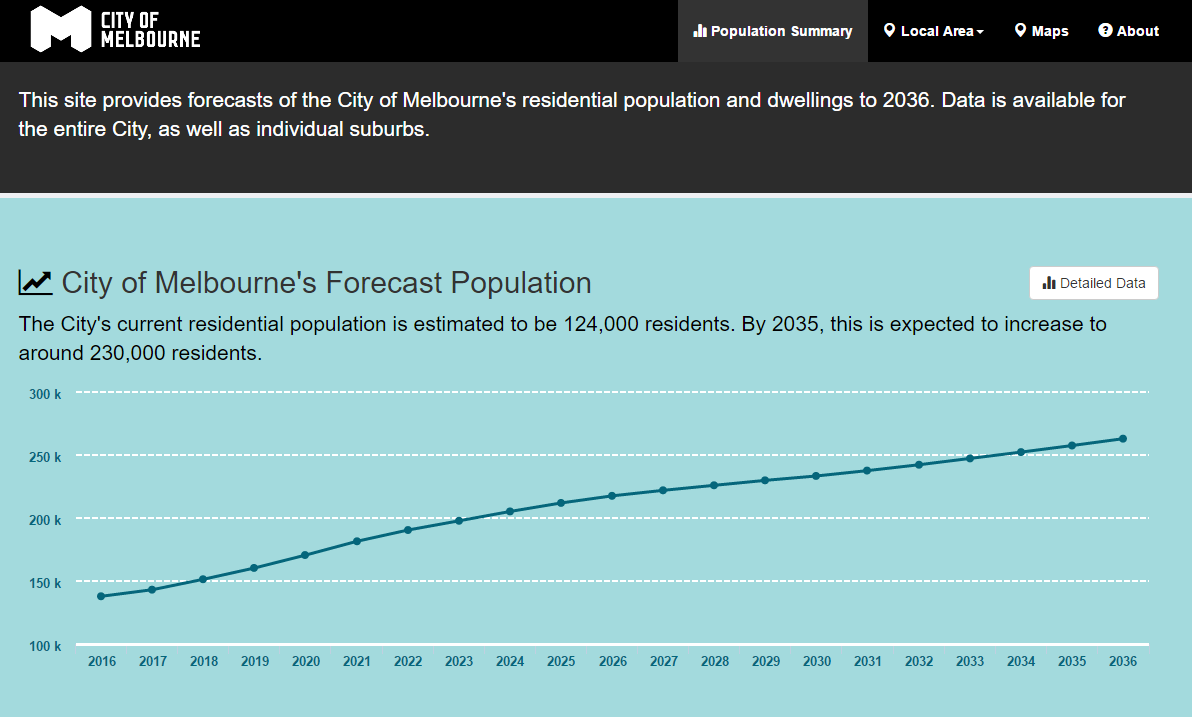 CITY OF
MELBOURNE
Population Summary
Local Area
Maps
About
This site provides forecasts of the City of Melbourne's residential population and dwellings to 2036. Data is available for
the entire City, as well as individual suburbs.
City of Melbourne's Forecast Population
Detailed Data
The City's current residential population is estimated to be 124,000 residents. By 2035, this is expected to increase to
around 230,000 residents.
300 k
250 k
200 k
150 k
100 k
2016 2017 2018 2019 2020 2021 2022 2023 2024 2025 2026 2027 2028 2029 2030 2031 2032 2033 2034 2035 2036